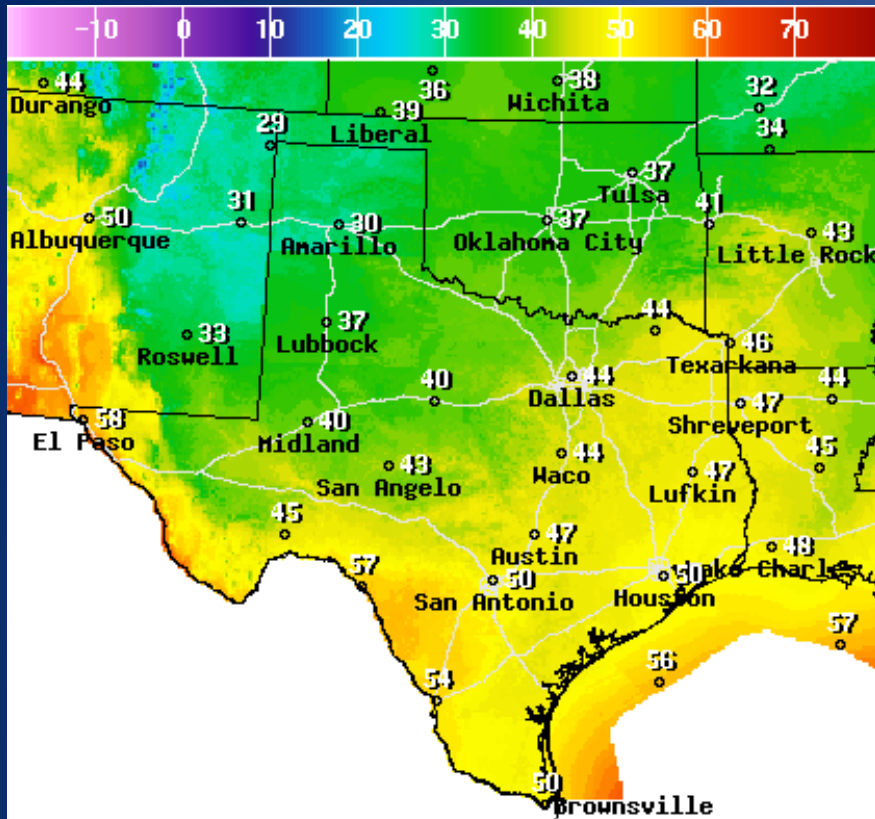 -10 0 10 20 30 40 50 60 70
44
Durango
36
38
Wichita
32
39
Liberal
29
34
37
Tulsa
50
Albuquerque
31
30
Amarillo
37
Oklahoma City
41
43
Little Rock
33
Roswell
37
Lubbock
44
46
Texarkana
58
El Paso
40
Midland
40
44
Dallas
47
Shreveport
44
43
San Angelo
44
Waco
47
Lufkin
45
45
57
47
Austin
48
Lake Charles
50
San Antonio
50
Houston
54
56
57
50
Brownsville